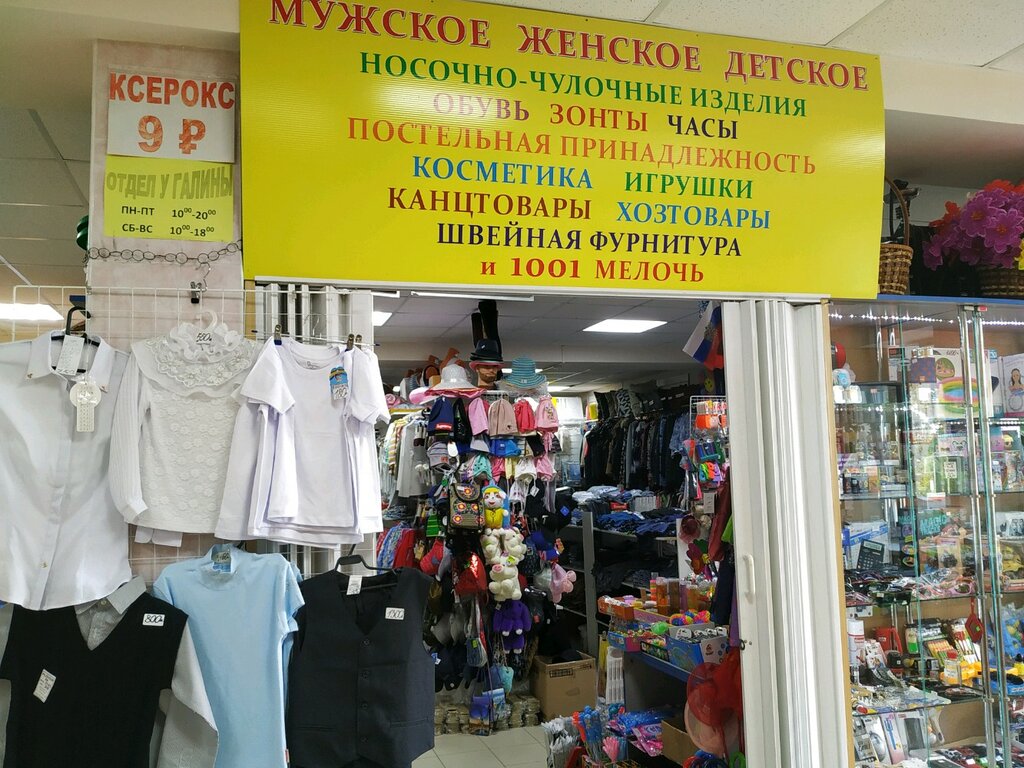 МУЖСКОЕ ЖЕНСКОЕ ДЕТСКОЕ
НОСОЧНО-ЧУЛОЧНЫЕ ИЗДЕЛИЯ
ОБУВЬ ЗОНТЫ ЧАСЫ
ПОСТЕЛЬНАЯ ПРИНАДЛЕЖНОСТЬ
КОСМЕТИКА ИГРУШКИ
КАНЦТОВАРЫ ХОЗТОВАРЫ
ШВЕЙНАЯ ФУРНИТУРА
и 1001 МЕЛОЧЬ
КСЕРОКС
9 ₽
ОТДЕЛ У ГАЛИНЫ
ПН-ПТ 10⁰⁰-20⁰⁰
СБ-ВС 10⁰⁰-18⁰⁰
800